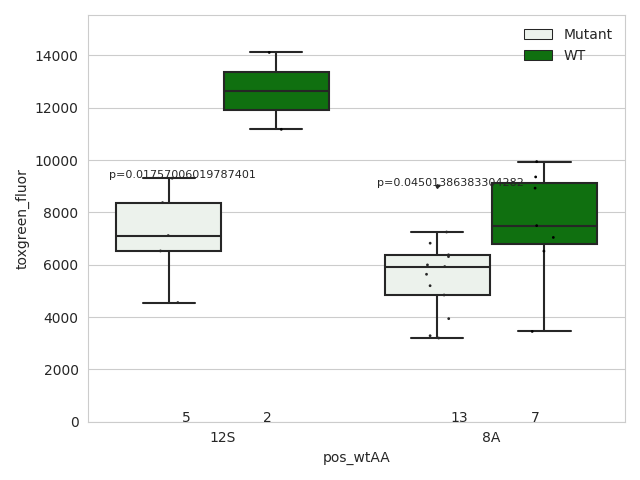 Mutant
WT
14000
12000
10000
8000
6000
4000
2000
0
toxgreen_fluor
p=0.01757006019787401
p=0.04501386383304282
5
2
13
7
12S
8A
pos_wtAA